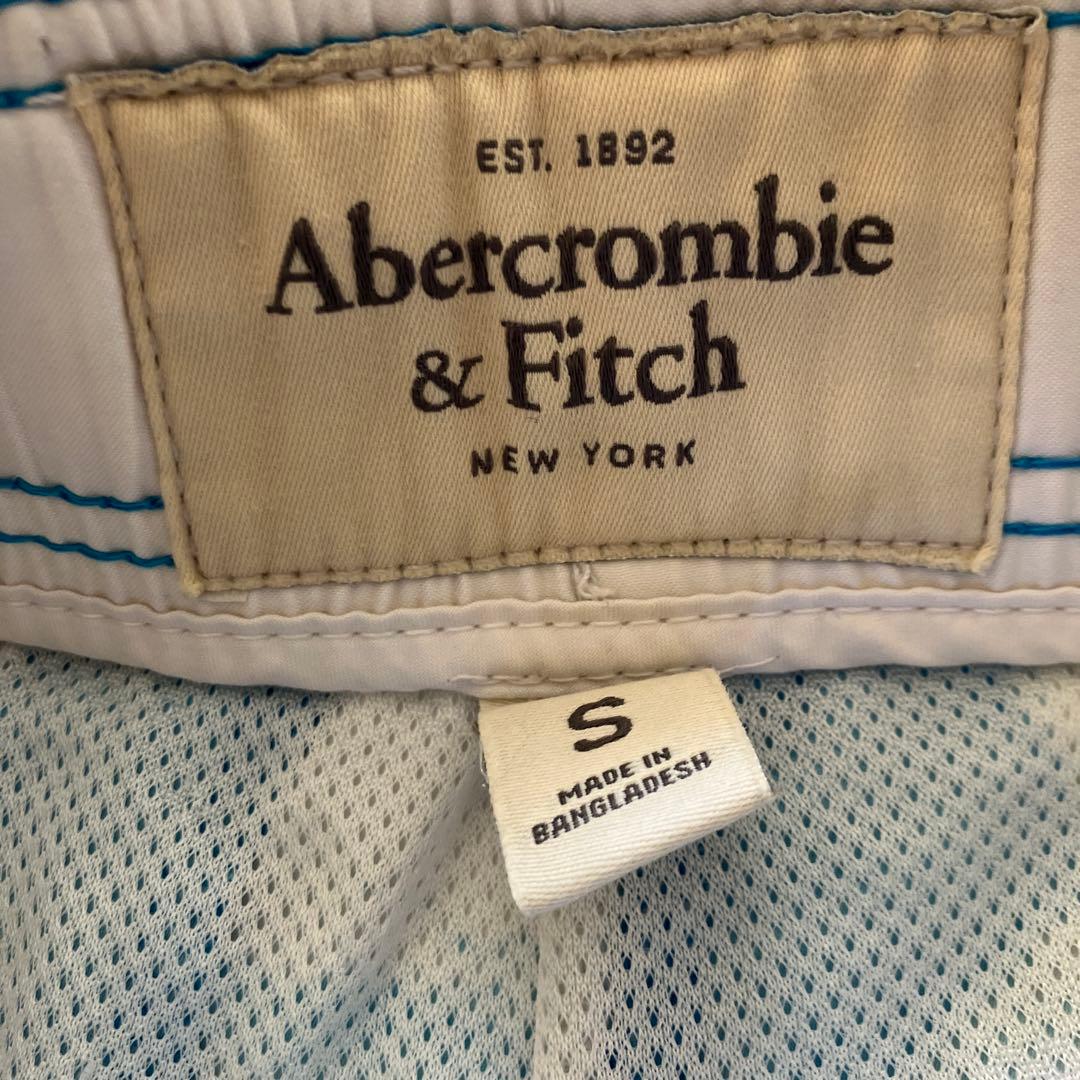 EST. 1892
Abercrombie
& Fitch
NEW YORK
S
MADE IN
BANGLADESH